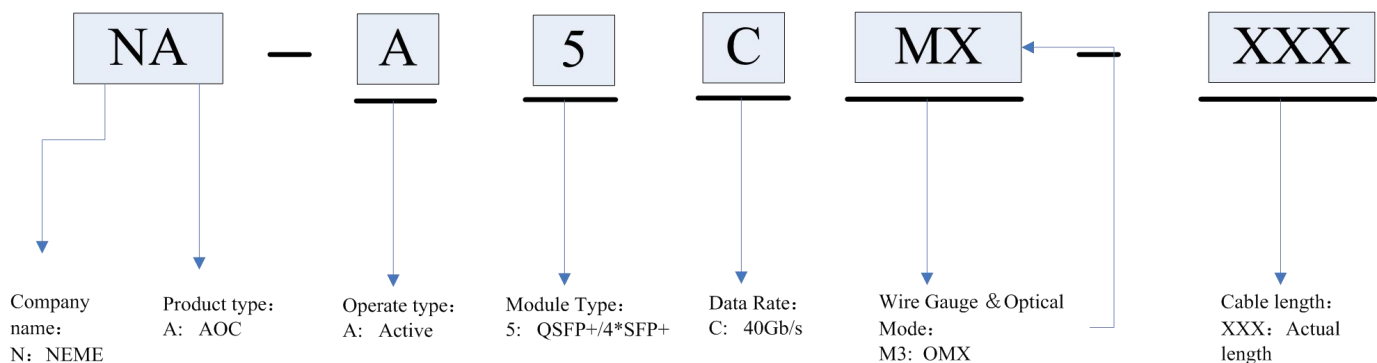 NA — A 5 C MX — XXX
Company
name：
N：NEME
Product type：
A： AOC
Operate type：
A： Active
Module Type：
5： QSFP+/4*SFP+
Data Rate：
C： 40Gb/s
Wire Gauge ＆Optical
Mode：
M3: OMX
Cable length：
XXX：Actual
length